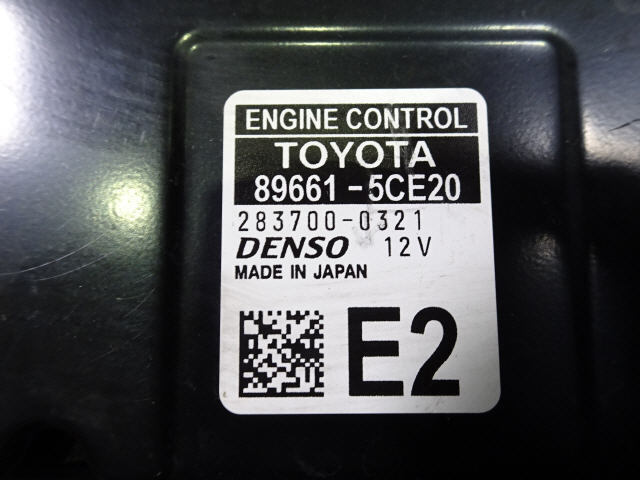 ENGINE CONTROL
TOYOTA
89661-5CE20
283700-0321
DENSO 12V
MADE IN JAPAN
E2